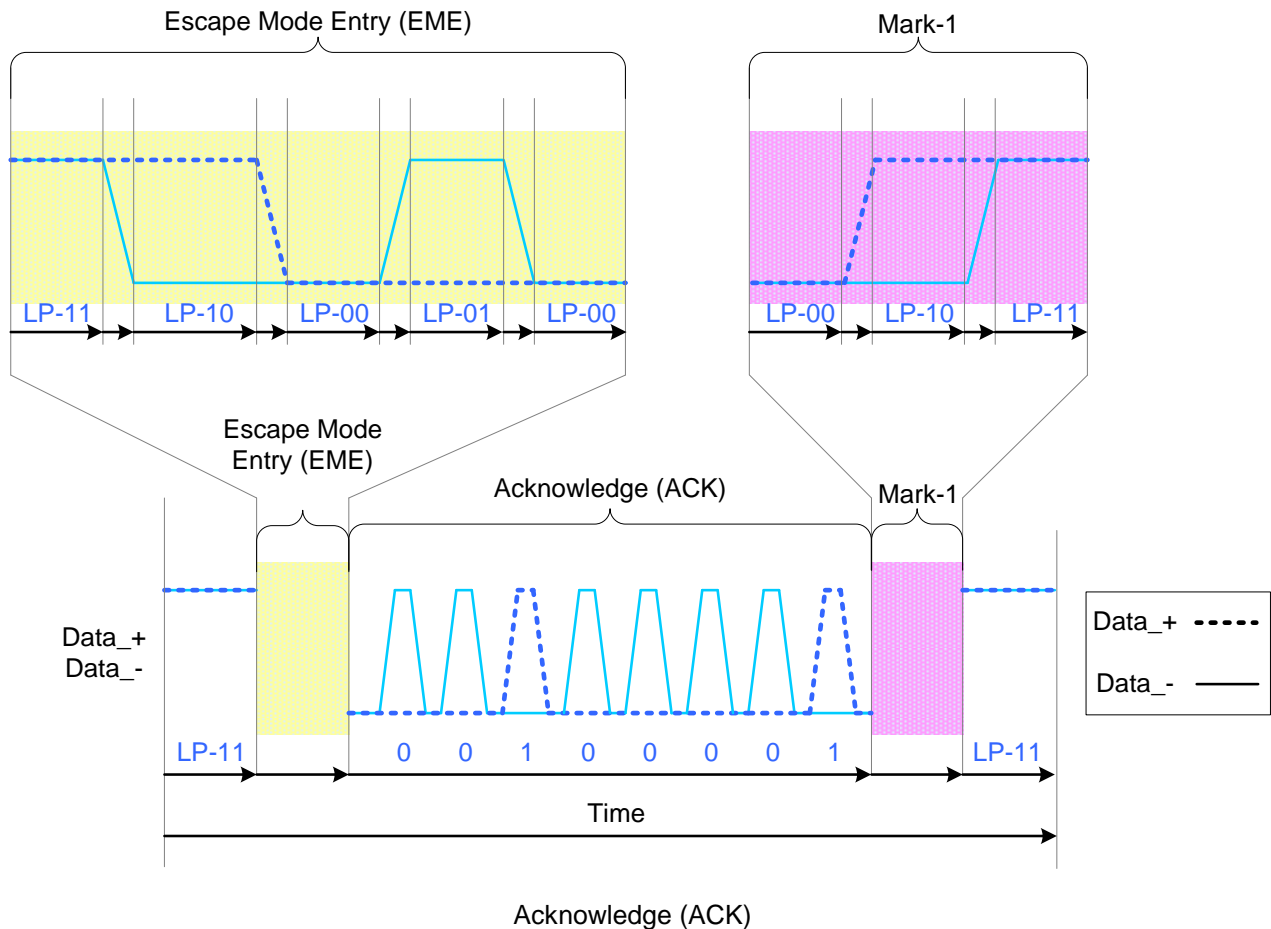 Escape Mode Entry (EME)
Mark-1
LP-11 LP-10 LP-00 LP-01 LP-00
LP-00 LP-10 LP-11
Escape Mode
Entry (EME)
Acknowledge (ACK)
Mark-1
Data_+
Data_-
Data_+
Data_-
LP-11 0 0 1 0 0 0 0 1 LP-11
Time
Acknowledge (ACK)